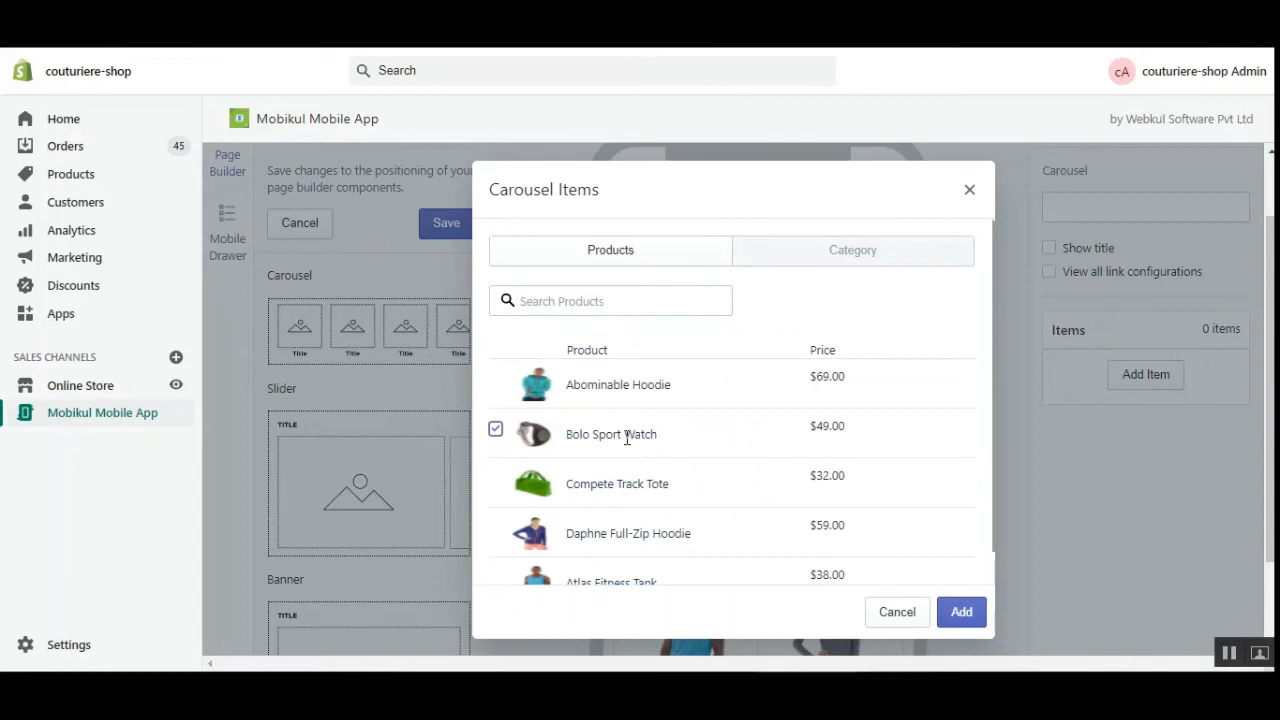 couturiere-shop
Search
cA
couturiere-shop Admin
Home
Orders
45
Products
Customers
Analytics
Marketing
Discounts
Apps
SALES CHANNELS
Online Store
Mobikul Mobile App
Settings
Mobikul Mobile App
by Webkul Software Pvt Ltd
Page
Builder
Mobile
Drawer
Save changes to the positioning of your
page builder components.
Cancel
Save
Carousel
Title
Title
Title
Title
Slider
TITLE
Banner
TITLE
Carousel Items
Products
Category
Search Products
Product
Price
Abominable Hoodie
$69.00
Bolo Sport Watch
$49.00
Compete Track Tote
$32.00
Daphne Full-Zip Hoodie
$59.00
Atlas Fitness Tank
$38.00
Cancel
Add
Carousel
Show title
View all link configurations
Items
0 items
Add Item